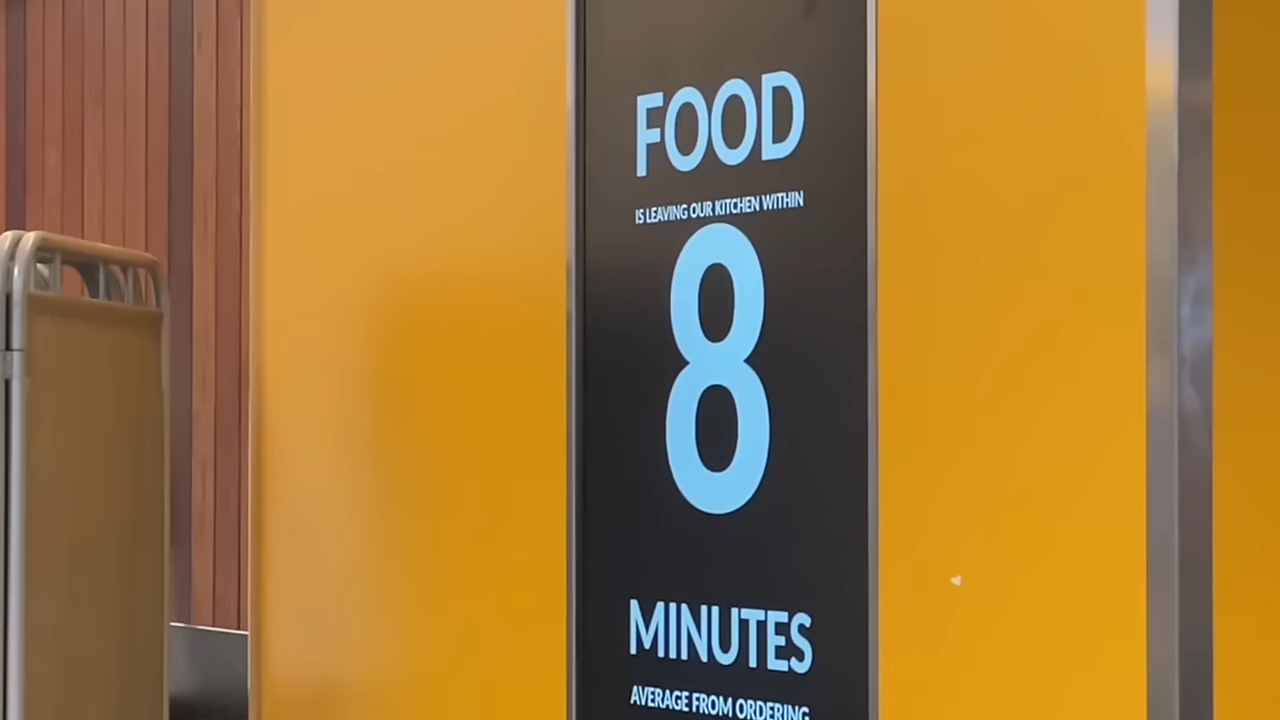 FOOD
IS LEAVING OUR KITCHEN WITHIN
8
MINUTES
AVERAGE FROM ORDERING